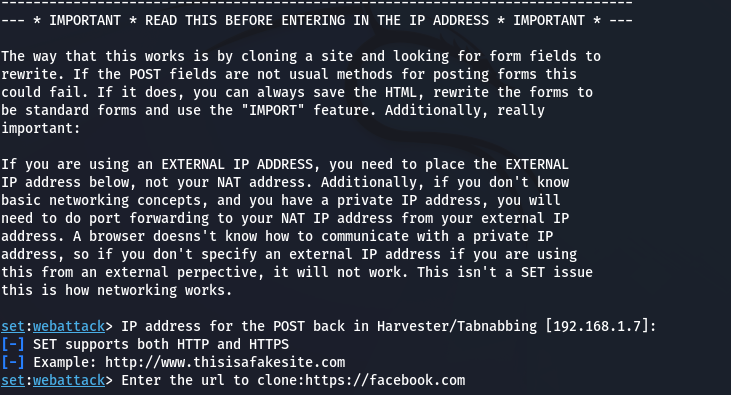 --- * IMPORTANT * READ THIS BEFORE ENTERING IN THE IP ADDRESS * IMPORTANT * ---
The way that this works is by cloning a site and looking for form fields to
rewrite. If the POST fields are not usual methods for posting forms this
could fail. If it does, you can always save the HTML, rewrite the forms to
be standard forms and use the "IMPORT" feature. Additionally, really
important:
If you are using an EXTERNAL IP ADDRESS, you need to place the EXTERNAL
IP address below, not your NAT address. Additionally, if you don't know
basic networking concepts, and you have a private IP address, you will
need to do port forwarding to your NAT IP address from your external IP
address. A browser doesns't know how to communicate with a private IP
address, so if you don't specify an external IP address if you are using
this from an external perpective, it will not work. This isn't a SET issue
this is how networking works.
set:webattack> IP address for the POST back in Harvester/Tabnabbing [192.168.1.7]:
[-] SET supports both HTTP and HTTPS
[-] Example: http://www.thisisafakesite.com
set:webattack> Enter the url to clone:https://facebook.com